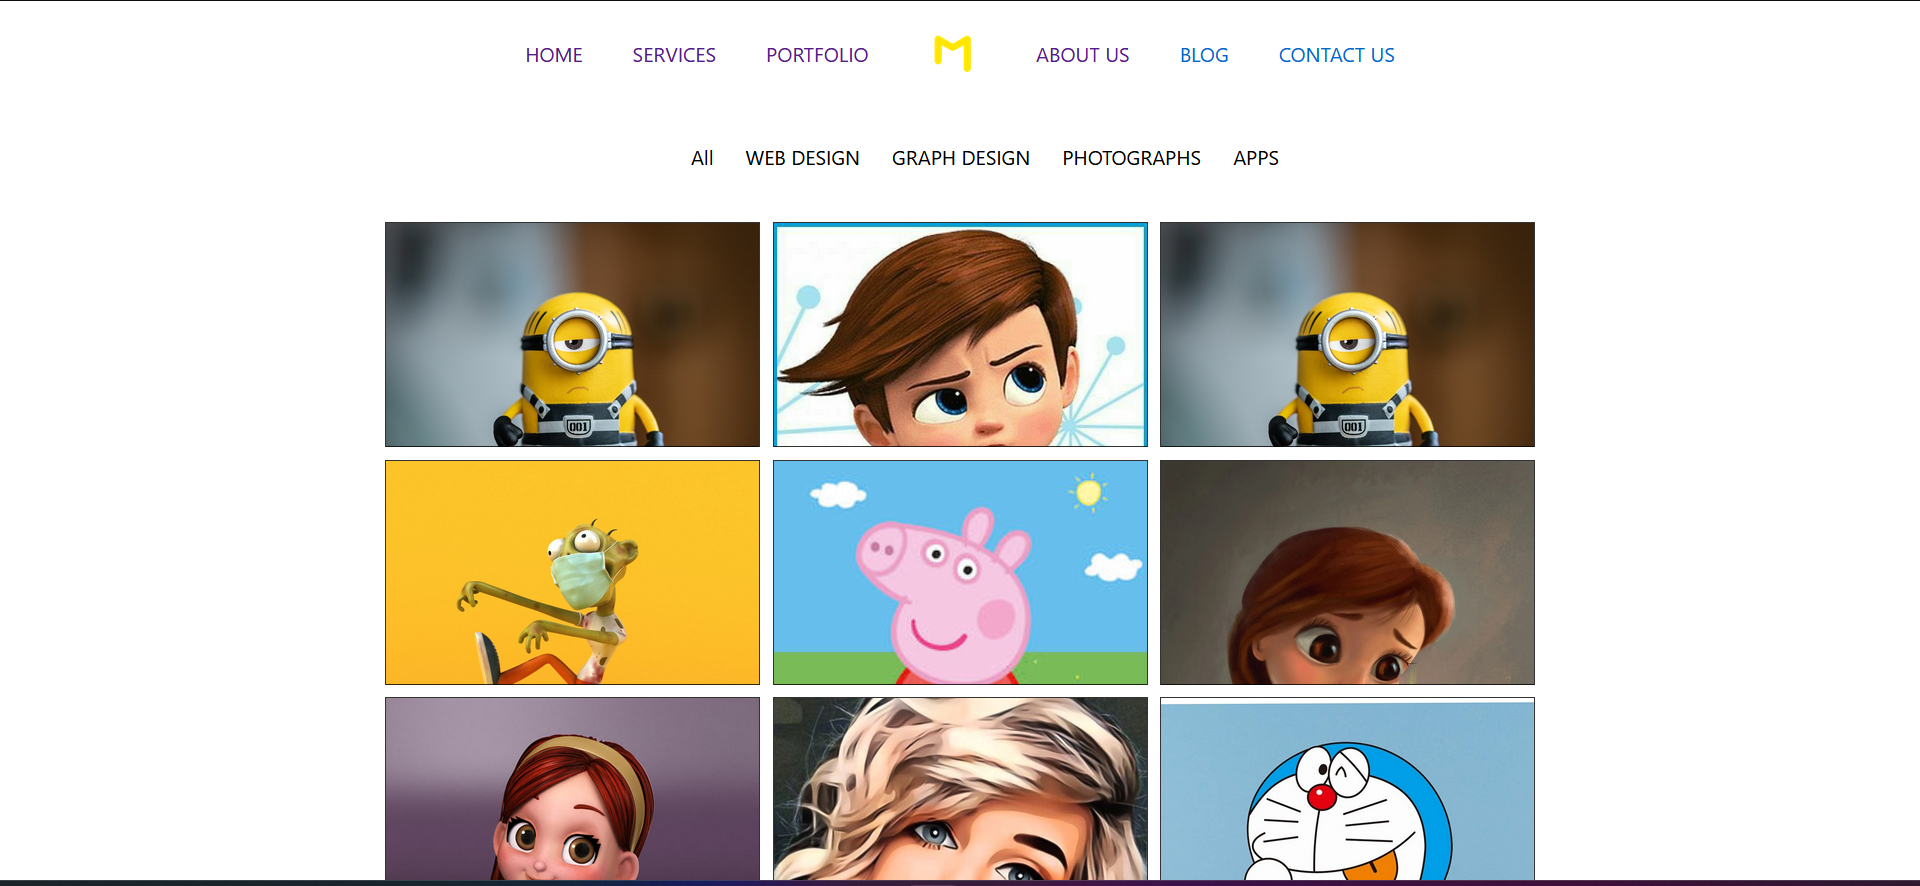 HOME SERVICES PORTFOLIO M ABOUT US BLOG CONTACT US
All WEB DESIGN GRAPH DESIGN PHOTOGRAPHS APPS
001 001